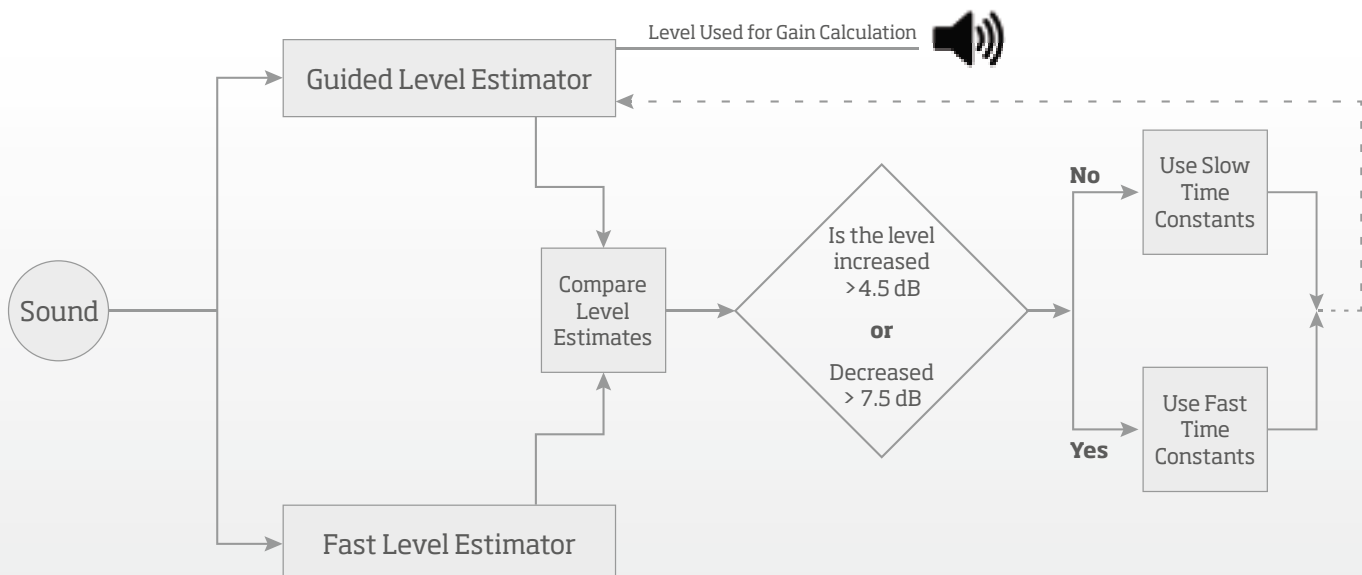 Level Used for Gain Calculation
Guided Level Estimator
No
Use Slow
Time
Constants
Is the level
increased
>4.5 dB
or
Decreased
> 7.5 dB
Compare
Level
Estimates
Sound
Use Fast
Time
Constants
Yes
Fast Level Estimator